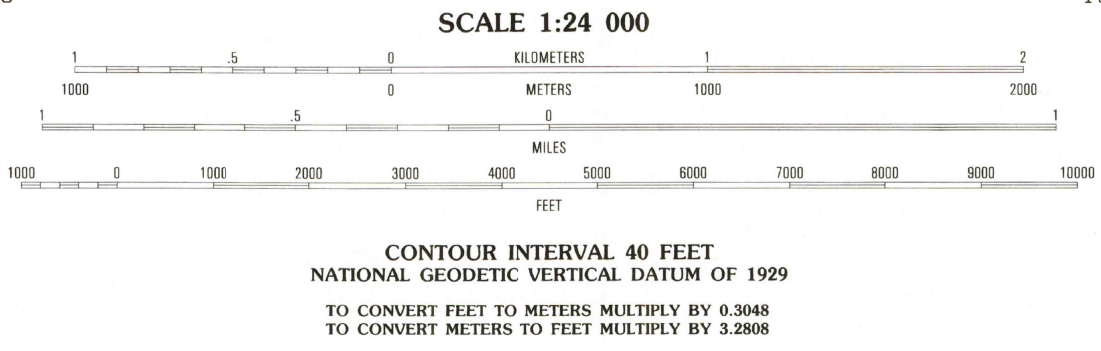 SCALE 1:24 000
1 .5 0 KILOMETERS 1 2
1000 0 METERS 1000 2000
1 .5 0 1
MILES
1000 0 1000 2000 3000 4000 5000 6000 7000 8000 9000 10000
FEET
CONTOUR INTERVAL 40 FEET
NATIONAL GEODETIC VERTICAL DATUM OF 1929
TO CONVERT FEET TO METERS MULTIPLY BY 0.3048
TO CONVERT METERS TO FEET MULTIPLY BY 3.2808